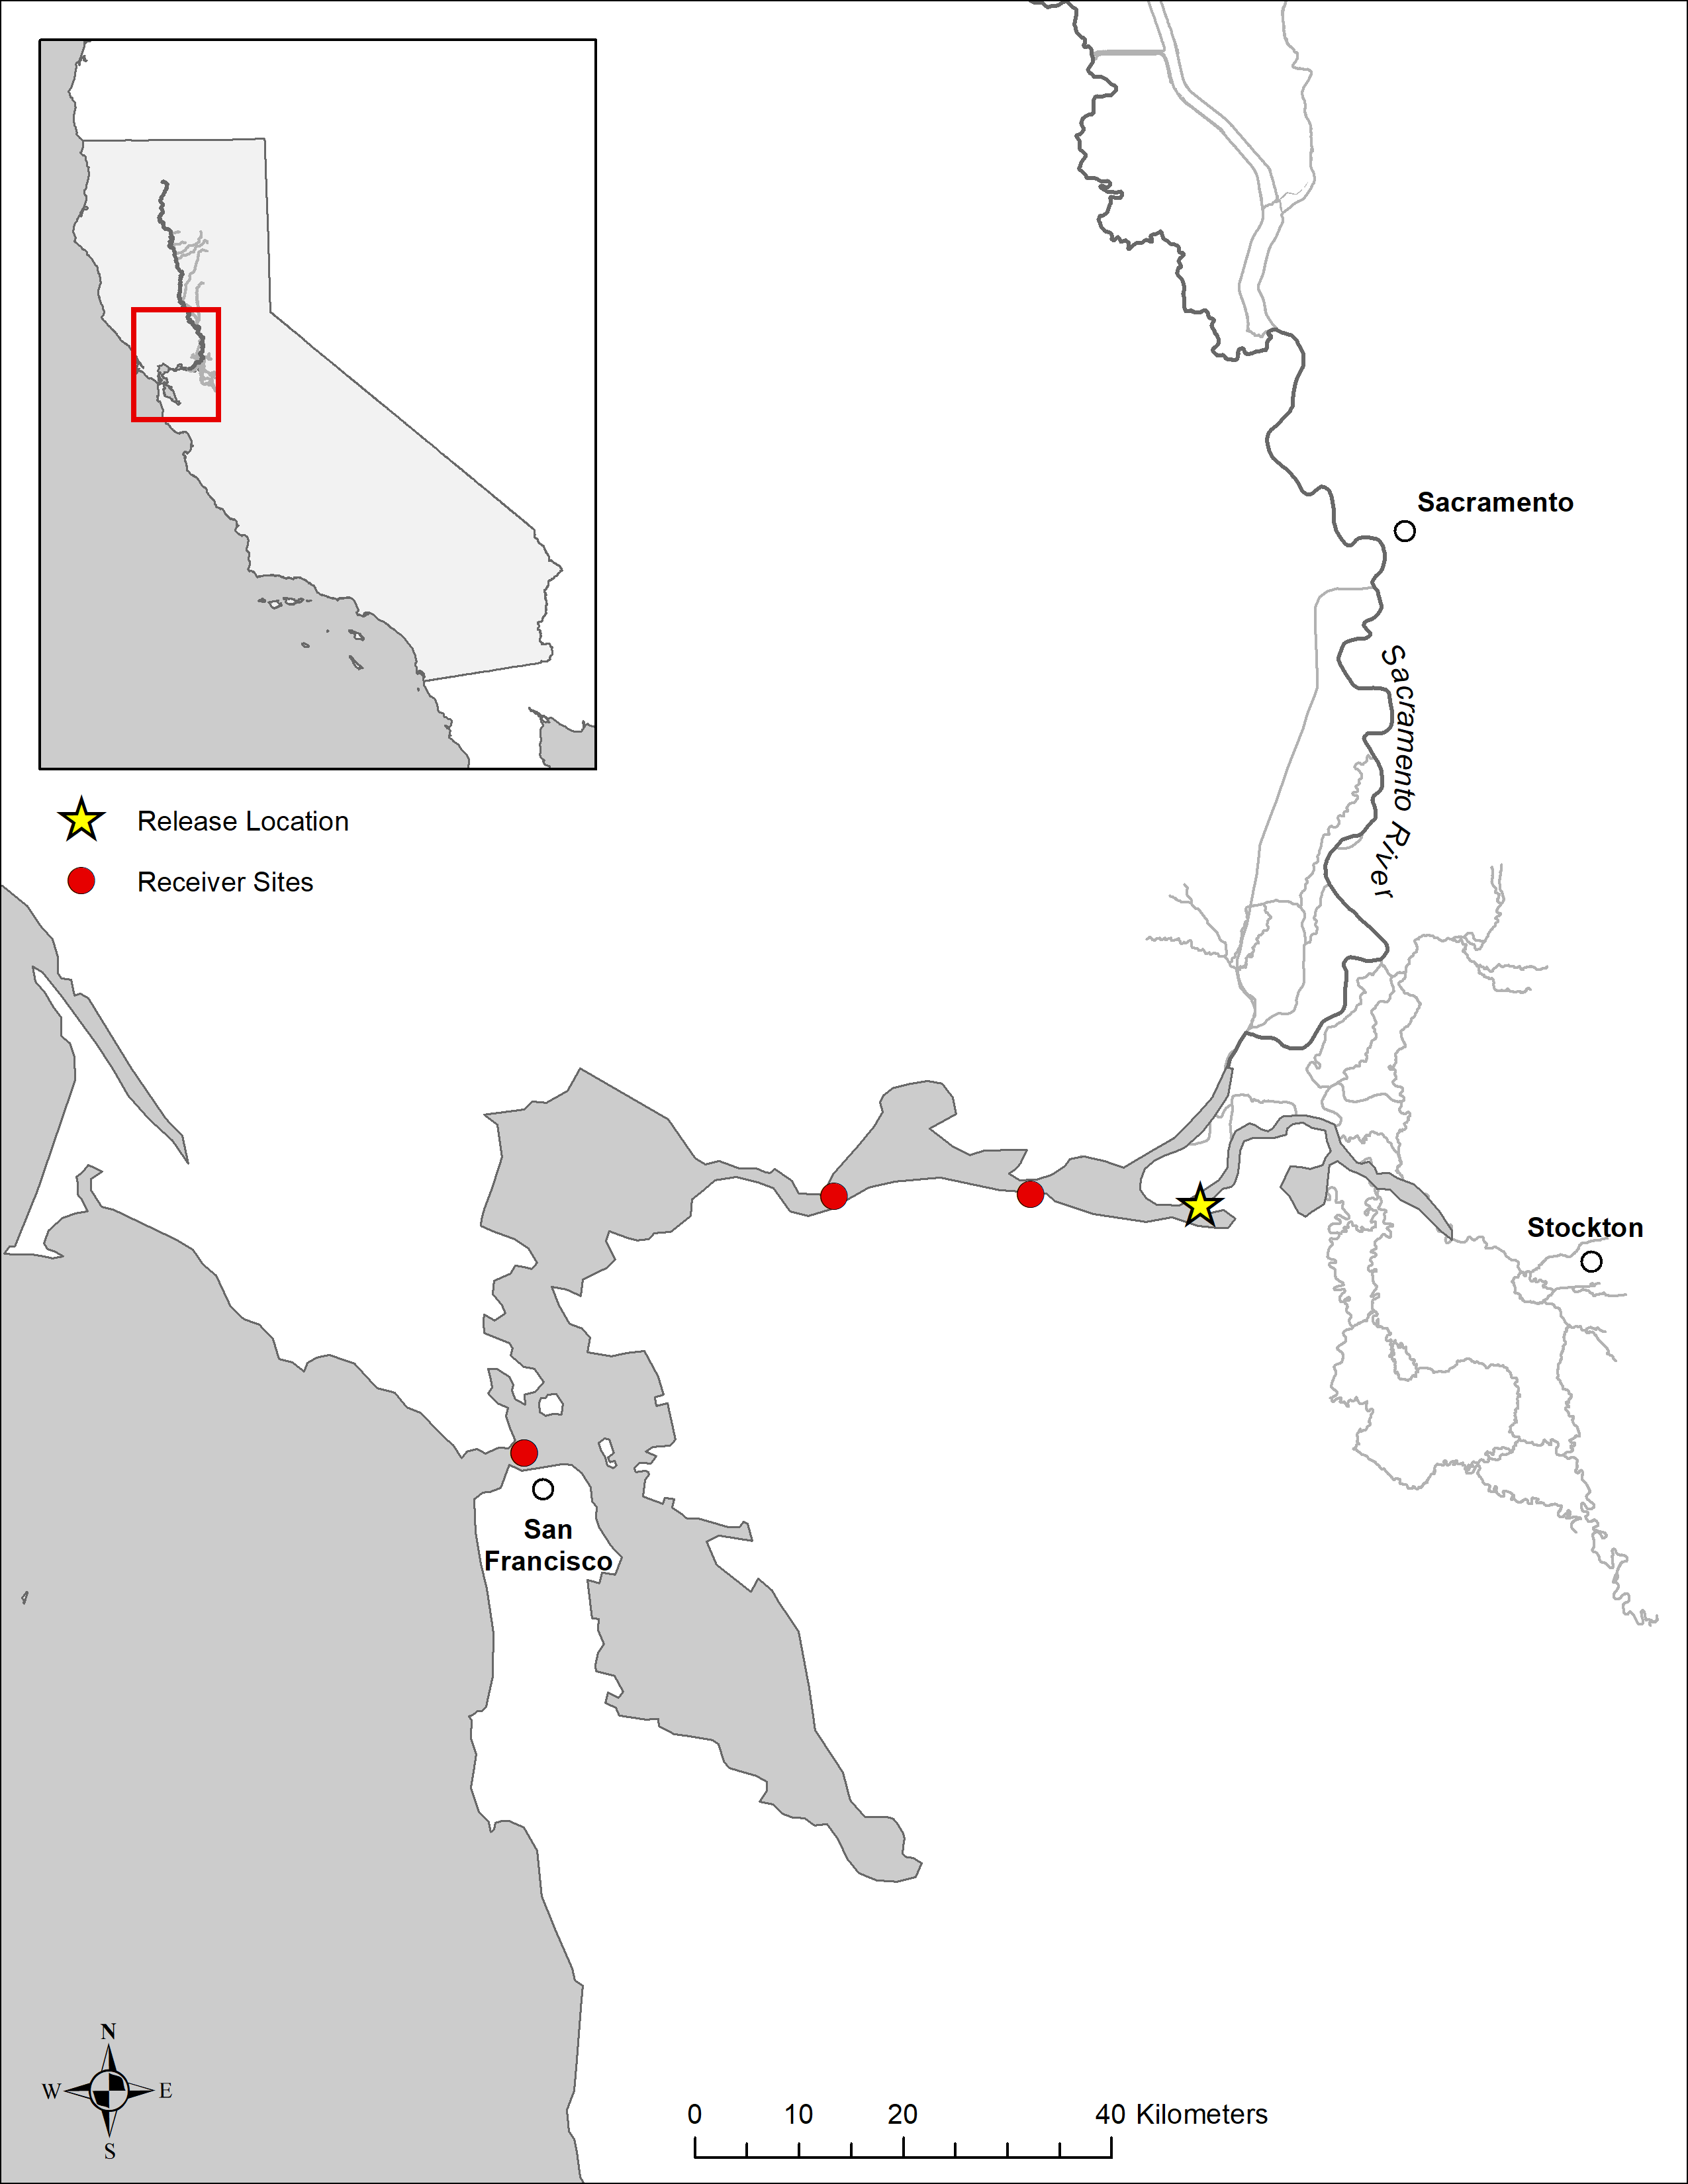 Sacramento
Sacramento River
Release Location
Receiver Sites
Stockton
San
Francisco
N
W E
S
0 10 20 40 Kilometers